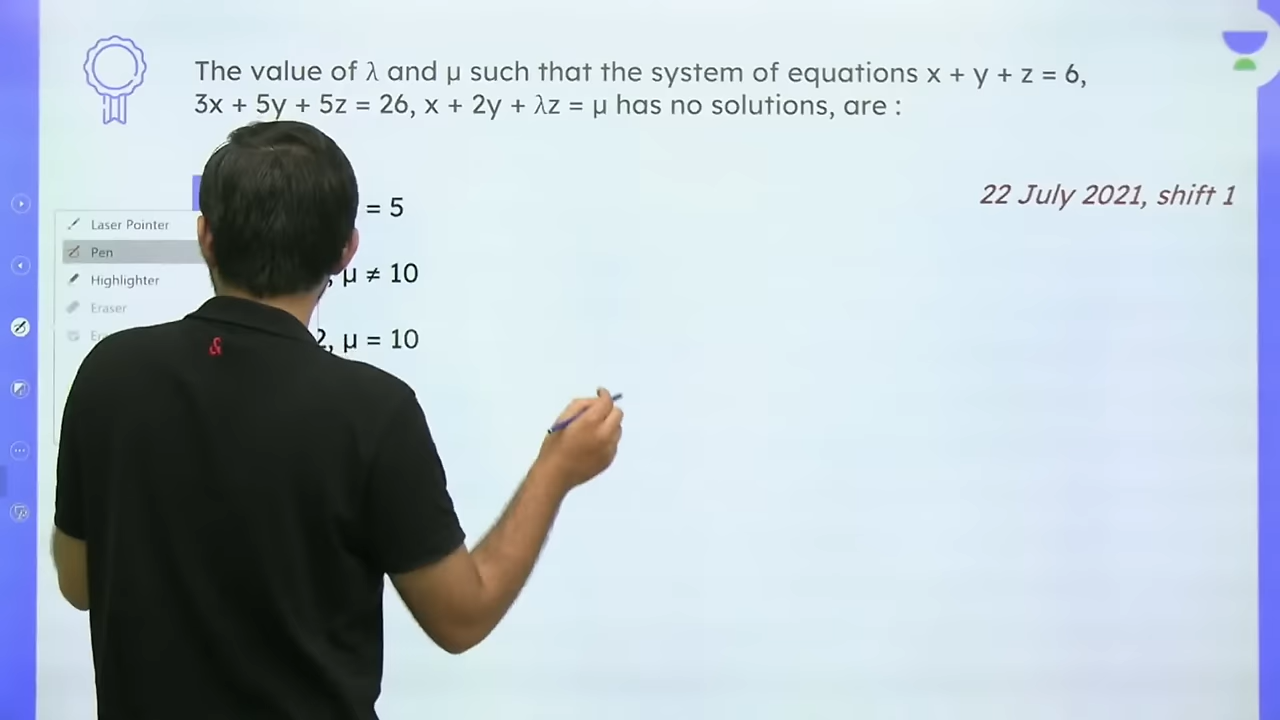 The value of λ and μ such that the system of equations x + y + z = 6,
3x + 5y + 5z = 26, x + 2y + λz = μ has no solutions, are :
22 July 2021, shift 1
= 5
Laser Pointer
Pen
, μ ≠ 10
Highlighter
Eraser
2, μ = 10